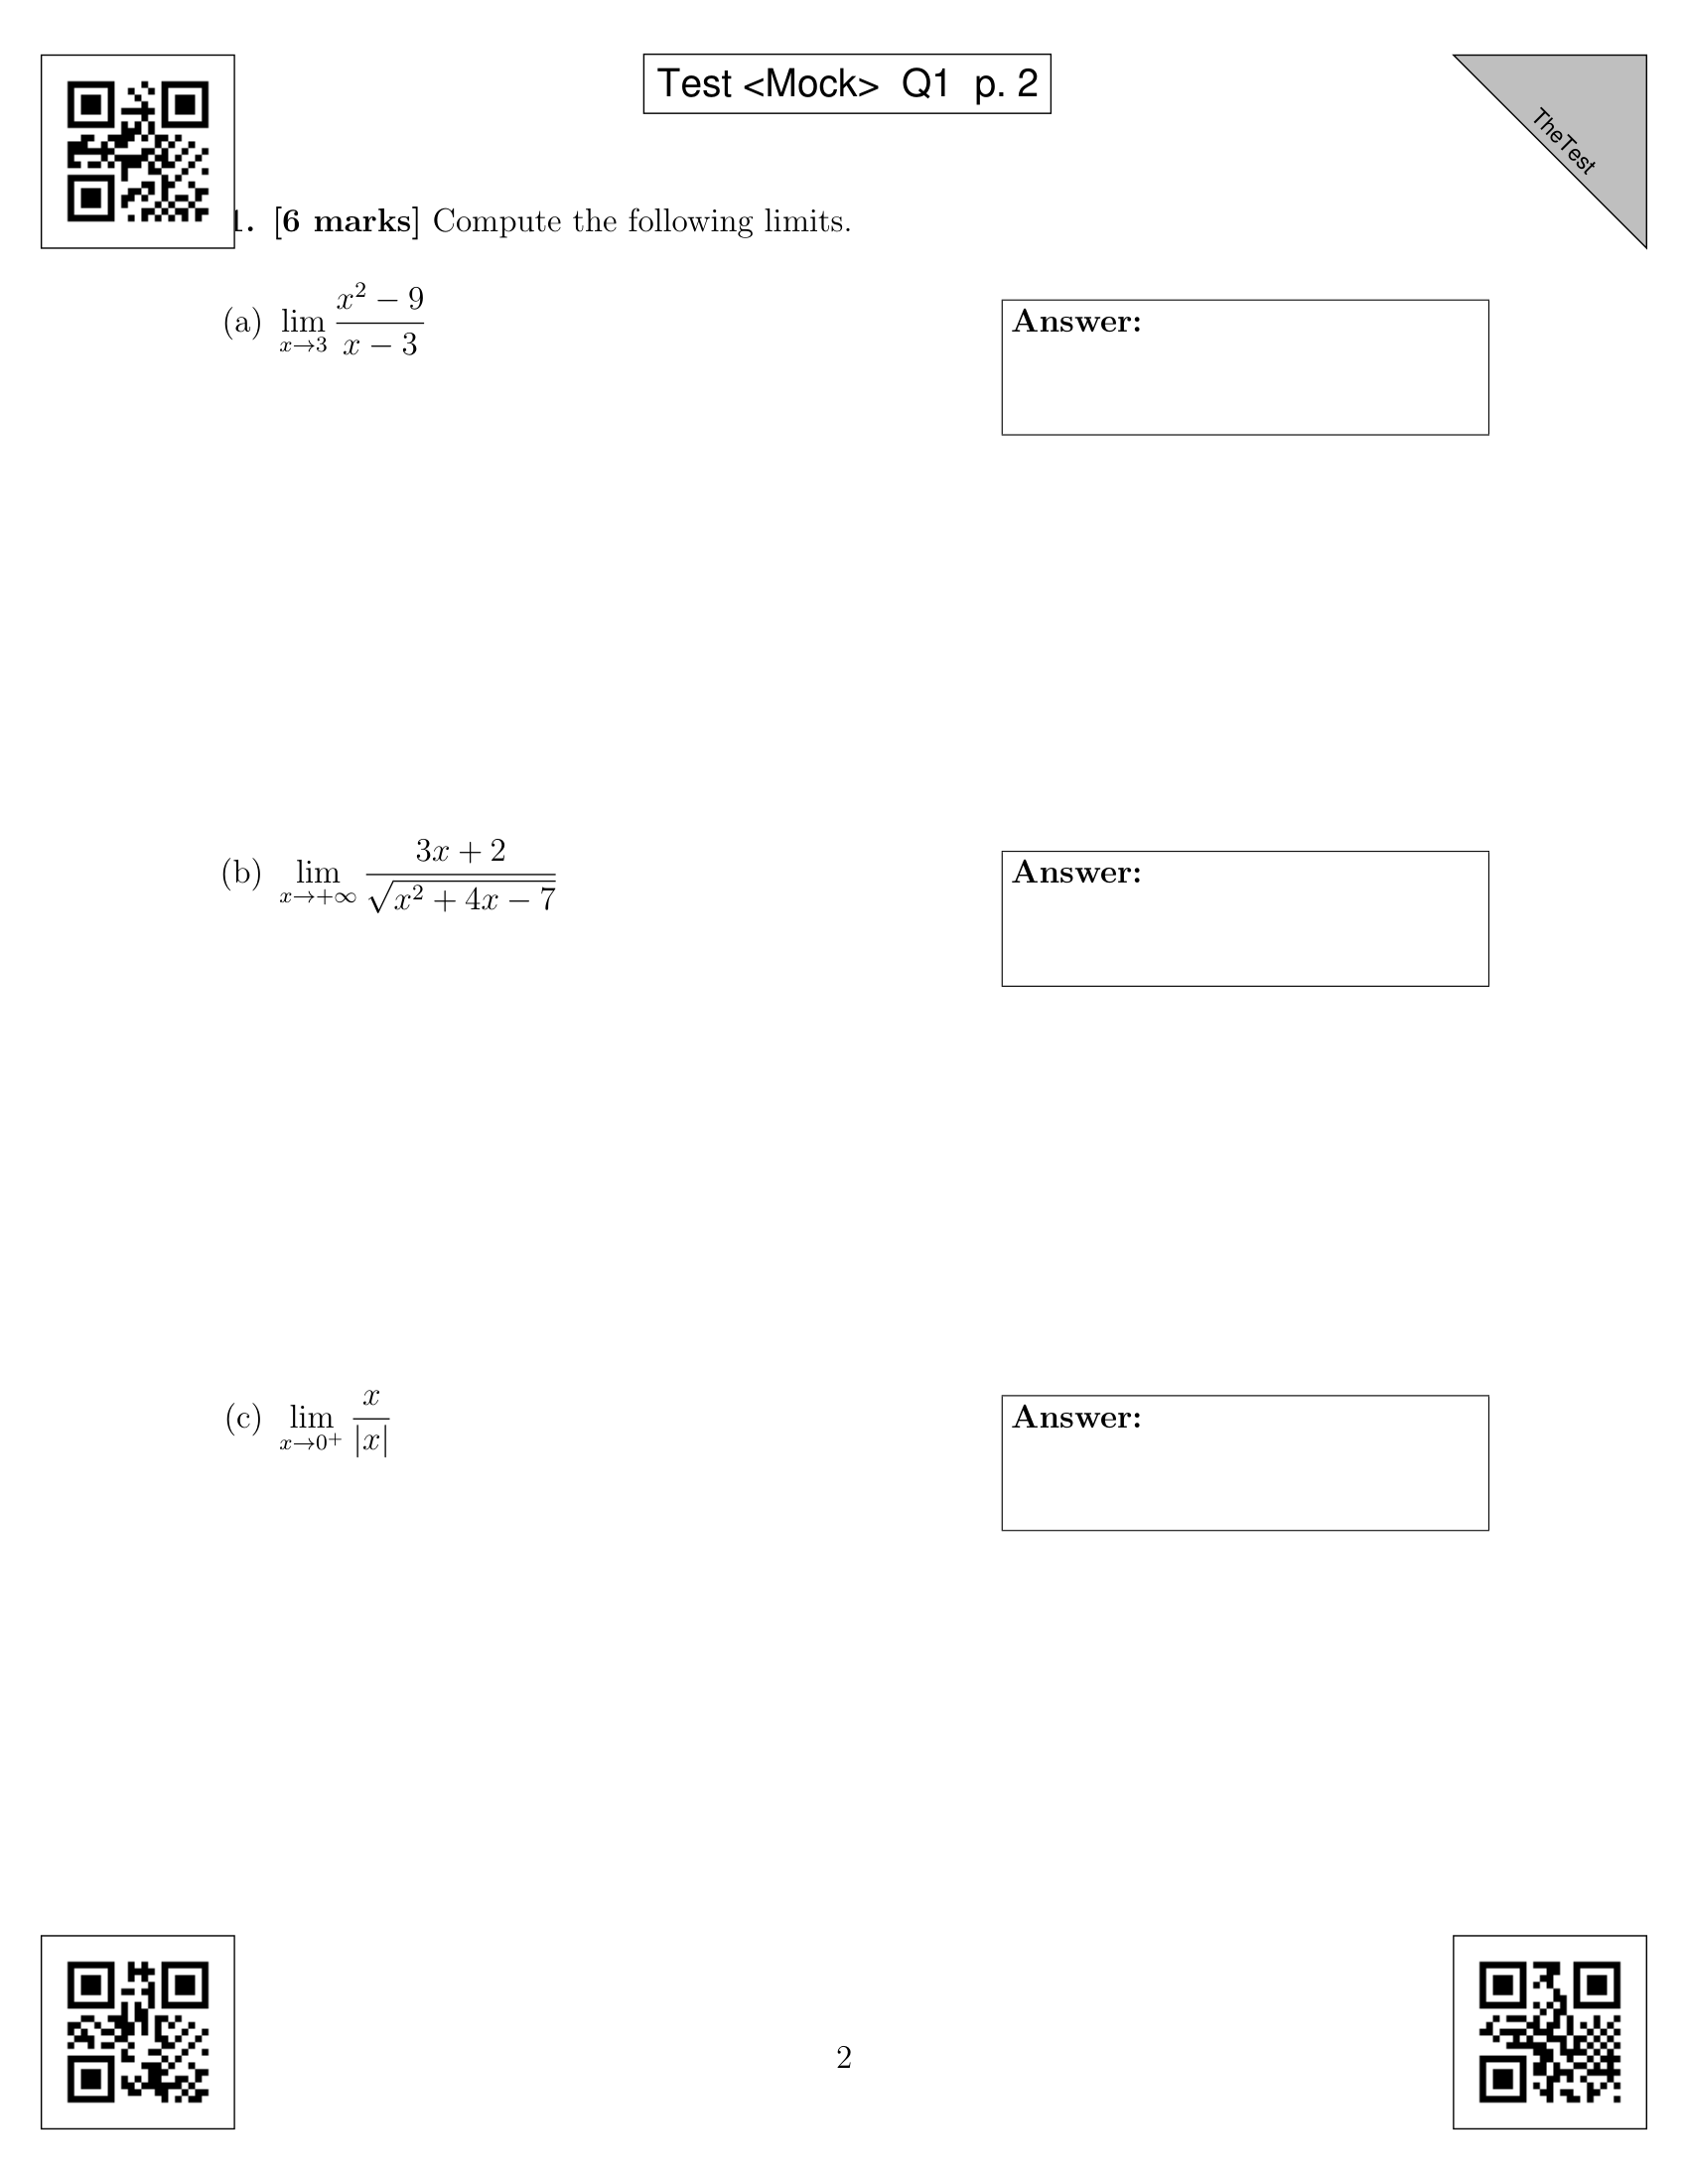 Test <Mock> Q1 p. 2
TheTest
1. [6 marks] Compute the following limits.
(a) \lim_{x \to 3} \frac{x^2 - 9}{x - 3}
Answer:
(b) \lim_{x \to +\infty} \frac{3x + 2}{\sqrt{x^2 + 4x - 7}}
Answer:
(c) \lim_{x \to 0^+} \frac{x}{|x|}
Answer:
2